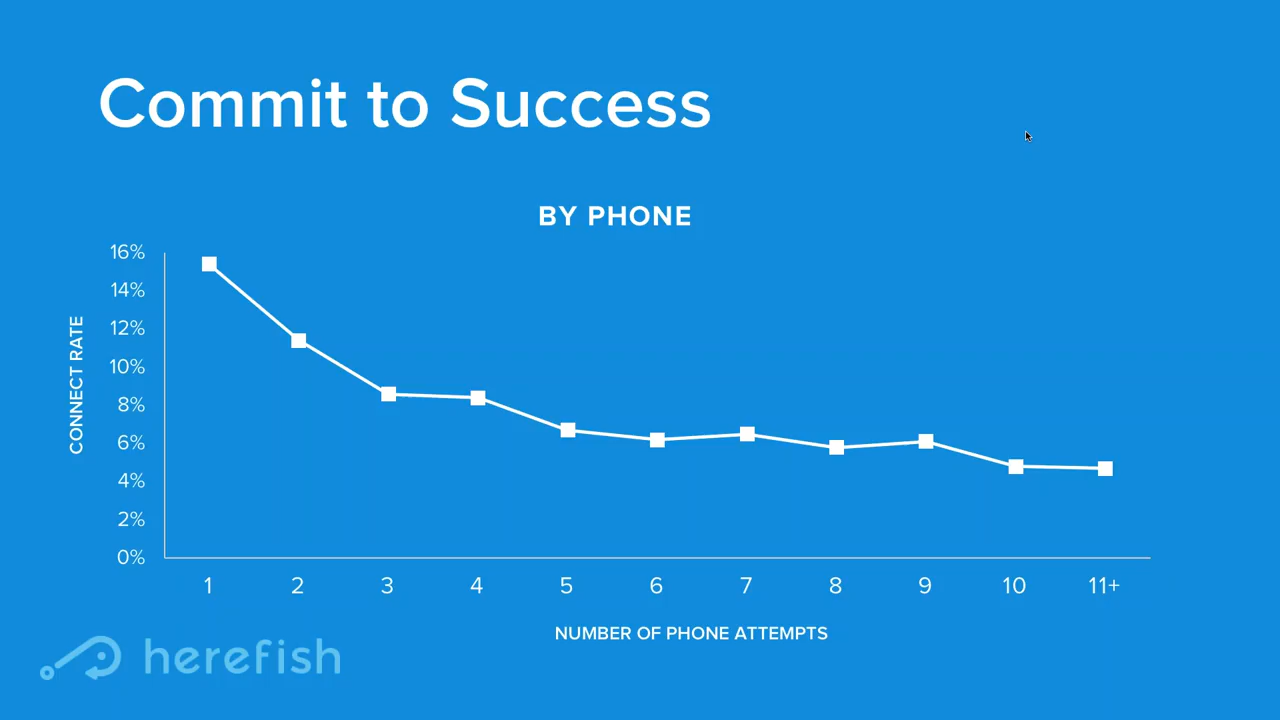 Commit to Success
BY PHONE
CONNECT RATE
16%
14%
12%
10%
8%
6%
4%
2%
0%
1 2 3 4 5 6 7 8 9 10 11+
NUMBER OF PHONE ATTEMPTS
herefish